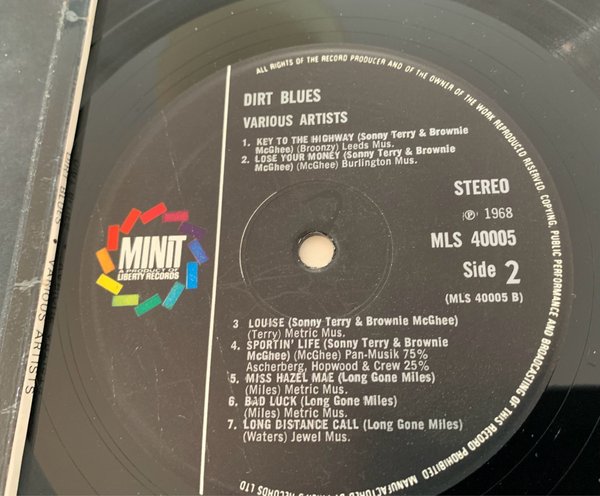 ALL RIGHTS OF THE RECORD PRODUCER AND OF THE OWNER OF THE WORK REPRODUCED RESERVED. COPYING, PUBLIC PERFORMANCE AND BROADCASTING OF THIS RECORD PROHIBITED
DIRT BLUES
VARIOUS ARTISTS
1. KEY TO THE HIGHWAY (Sonny Terry & Brownie
McGhee) (Broonzy) Leeds Mus.
2. LOSE YOUR MONEY (Sonny Terry & Brownie
McGhee) (McGhee) Burlington Mus.
STEREO
℗ 1968
MLS 40005
Side 2
(MLS 40005 B)
MINIT
A PRODUCT OF
LIBERTY RECORDS
3 LOUISE (Sonny Terry & Brownie McGhee)
(Terry) Metric Mus.
4. SPORTIN' LIFE (Sonny Terry & Brownie
McGhee) (McGhee) Pan-Musik 75%
Ascherberg, Hopwood & Crew 25%
5. MISS HAZEL MAE (Long Gone Miles)
(Miles) Metric Mus.
6. BAD LUCK (Long Gone Miles)
(Miles) Metric Mus.
7. LONG DISTANCE CALL (Long Gone Miles)
(Waters) Jewel Mus.
MANUFACTURED RECORDS LTD
DIRT BLUES • VARIOUS ARTISTS